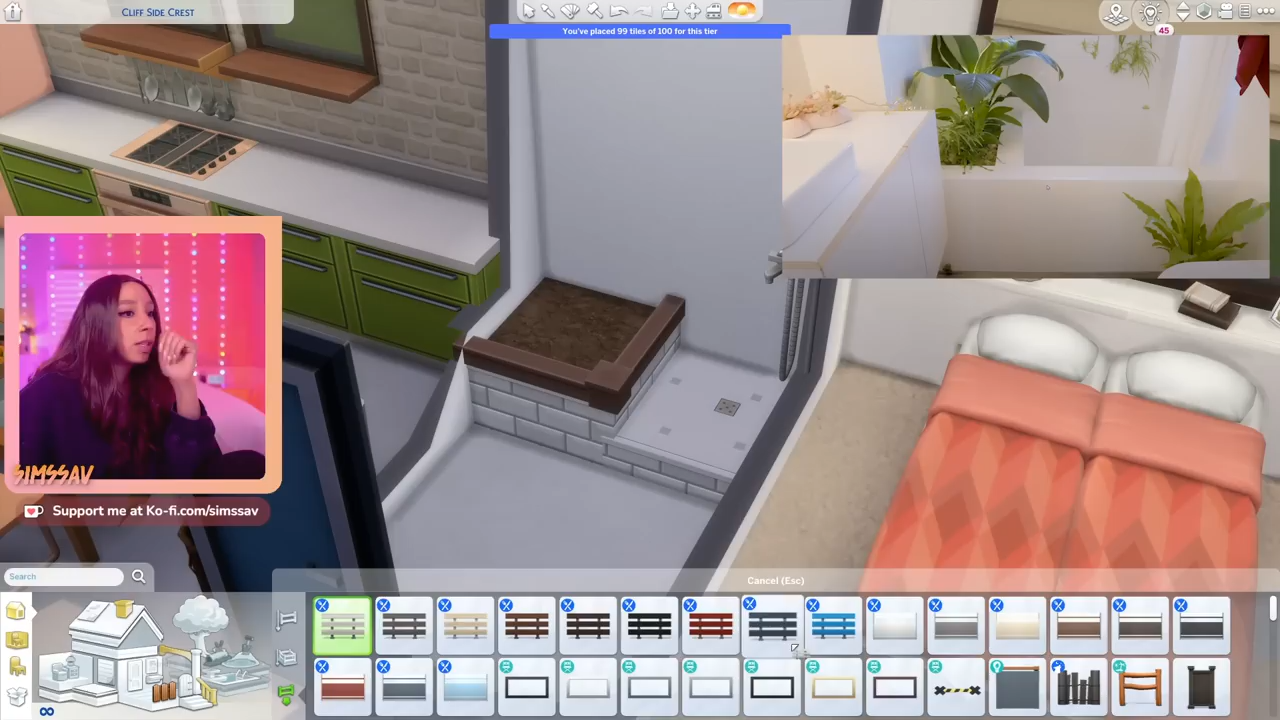 CLIFF SIDE CREST
You've placed 99 tiles of 100 for this tier
45
SIMSSAV
Support me at Ko-fi.com/simssav
Search
Cancel (Esc)